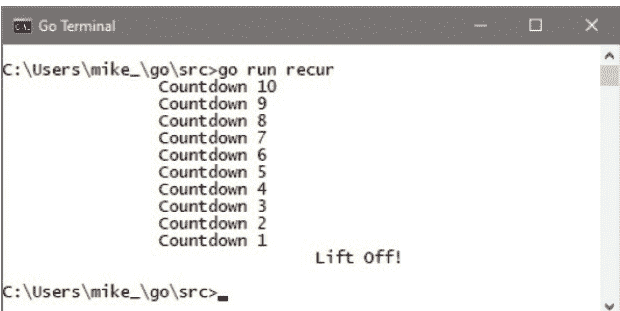 Go Terminal
C:\Users\mike_\go\src>go run recur
Countdown 10
Countdown 9
Countdown 8
Countdown 7
Countdown 6
Countdown 5
Countdown 4
Countdown 3
Countdown 2
Countdown 1
Lift Off!
C:\Users\mike_\go\src>